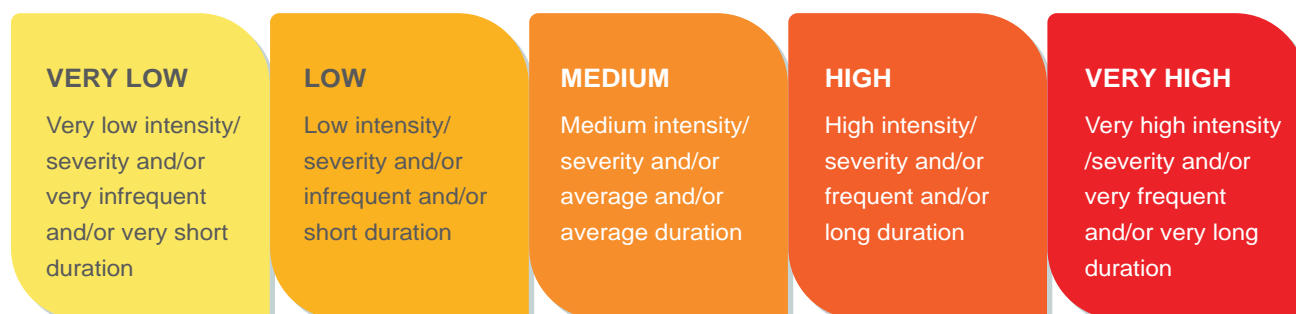 VERY LOW
Very low intensity/
severity and/or
very infrequent
and/or very short
duration
LOW
Low intensity/
severity and/or
infrequent and/or
short duration
MEDIUM
Medium intensity/
severity and/or
average and/or
average duration
HIGH
High intensity/
severity and/or
frequent and/or
long duration
VERY HIGH
Very high intensity
/severity and/or
very frequent
and/or very long
duration